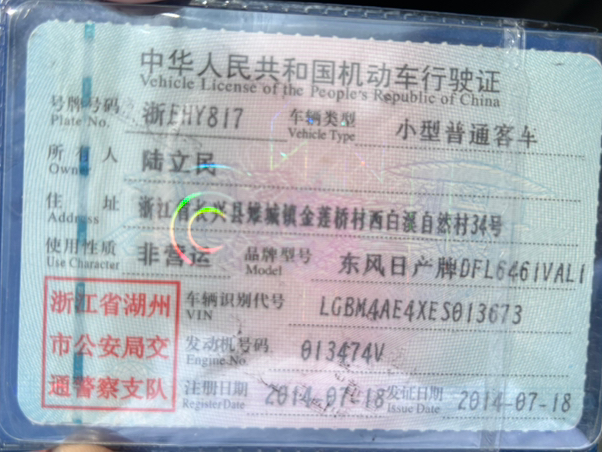 中华人民共和国机动车行驶证
Vehicle License of the People's Republic of China
号牌号码 浙EHY817 车辆类型 小型普通客车
Plate No. Vehicle Type
所有人 陆立民
Owner
住址 浙江省长兴县雉城镇金莲桥村西白溪自然村34号
Address
使用性质 非营运 品牌型号 东风日产牌DFL6461VAL1
Use Character Model
浙江省湖州
市公安局交
通警察支队
车辆识别代号 LGBM4AE4XES013673
VIN
发动机号码 013474V
Engine No.
注册日期 2014-07-18 发证日期 2014-07-18
Register Date Issue Date